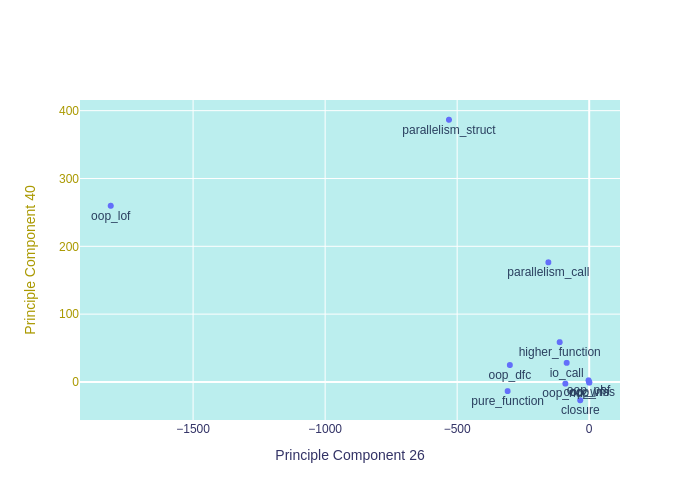 400
parallelism_struct
300
oop_lof
200
parallelism_call
100
higher_function
io_call
oop_dfc
0
pure_function
closure
−1500
−1000
−500
0
Principle Component 26
Principle Component 40